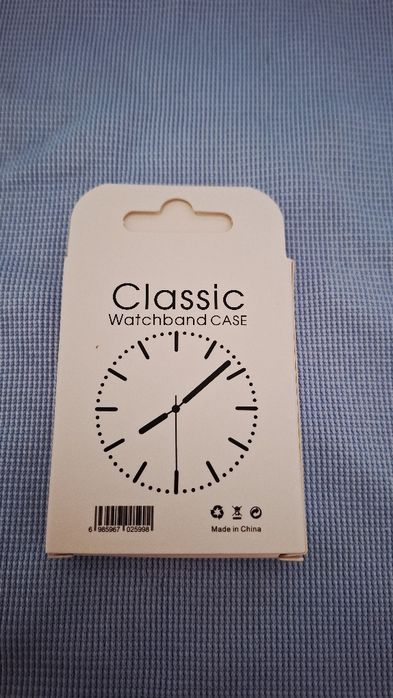 Classic
Watchband CASE
6 985967 025998
Made in China